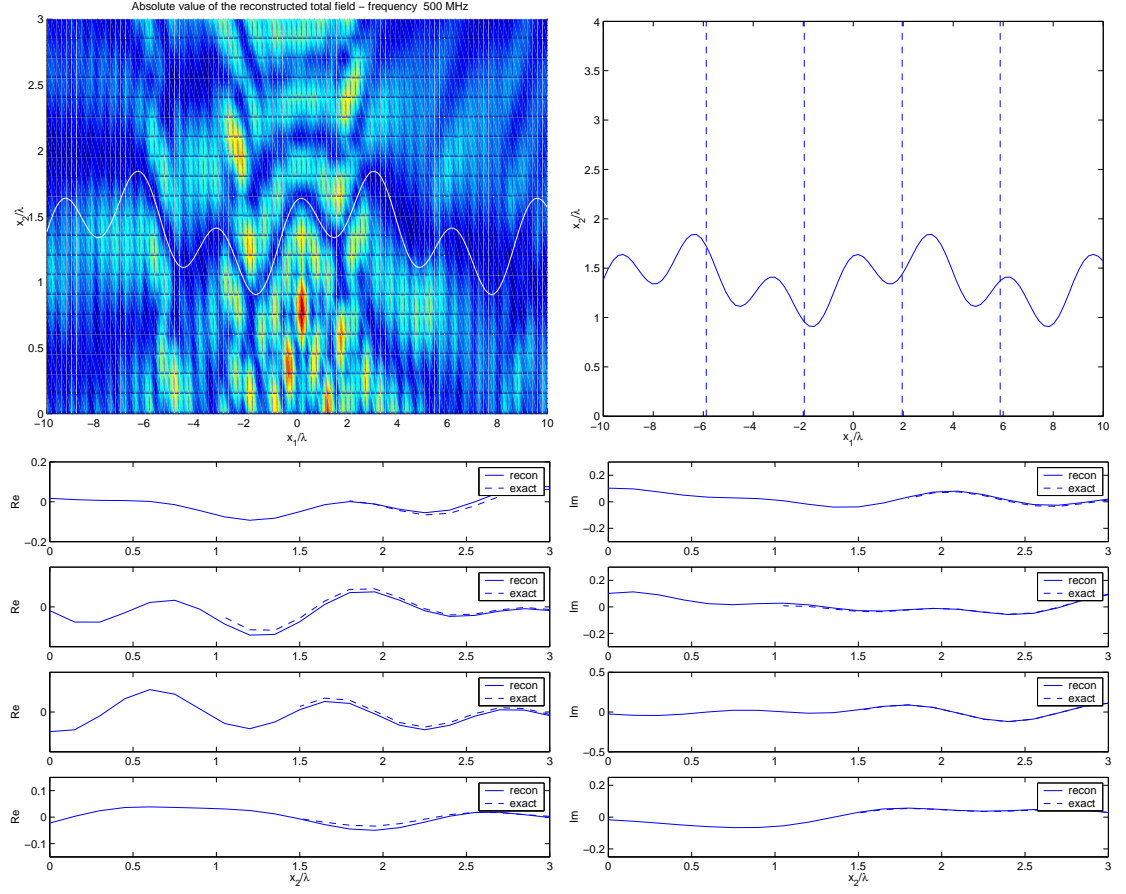 Absolute value of the reconstructed total field − frequency 500 MHz
3
2.5
2
1.5
1
0.5
0
x2/λ
−10 −8 −6 −4 −2 0 2 4 6 8 10
x1/λ
4
3.5
3
2.5
2
1.5
1
0.5
0
x2/λ
−10 −8 −6 −4 −2 0 2 4 6 8 10
x1/λ
0.2
0
−0.2
Re
recon
exact
0 0.5 1 1.5 2 2.5 3
0.2
0
−0.2
Im
recon
exact
0 0.5 1 1.5 2 2.5 3
0
Re
recon
exact
0 0.5 1 1.5 2 2.5 3
0.2
0
−0.2
Im
recon
exact
0 0.5 1 1.5 2 2.5 3
0
Re
recon
exact
0 0.5 1 1.5 2 2.5 3
0.5
0
−0.5
Im
recon
exact
0 0.5 1 1.5 2 2.5 3
0.1
0
−0.1
Re
recon
exact
0 0.5 1 1.5 2 2.5 3
x2/λ
0.2
0
−0.2
Im
recon
exact
0 0.5 1 1.5 2 2.5 3
x2/λ